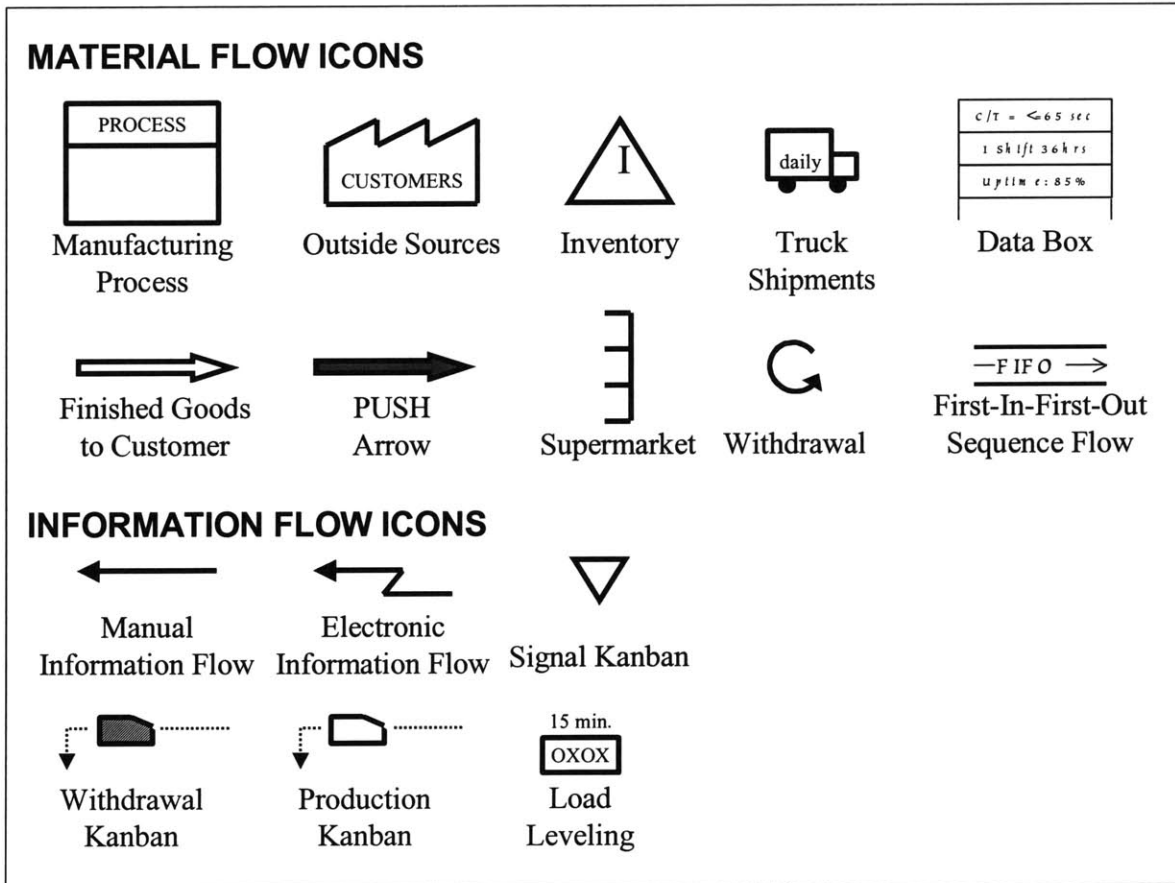 MATERIAL FLOW ICONS
PROCESS
Manufacturing
Process
CUSTOMERS
Outside Sources
I
Inventory
daily
Truck
Shipments
C/T = <=65 sec
1 Shift 36hrs
Uptime:85%
Data Box
Finished Goods
to Customer
PUSH
Arrow
Supermarket
Withdrawal
FIFO
First-In-First-Out
Sequence Flow
INFORMATION FLOW ICONS
Manual
Information Flow
Electronic
Information Flow
Signal Kanban
Withdrawal
Kanban
Production
Kanban
15 min.
OXOX
Load
Leveling